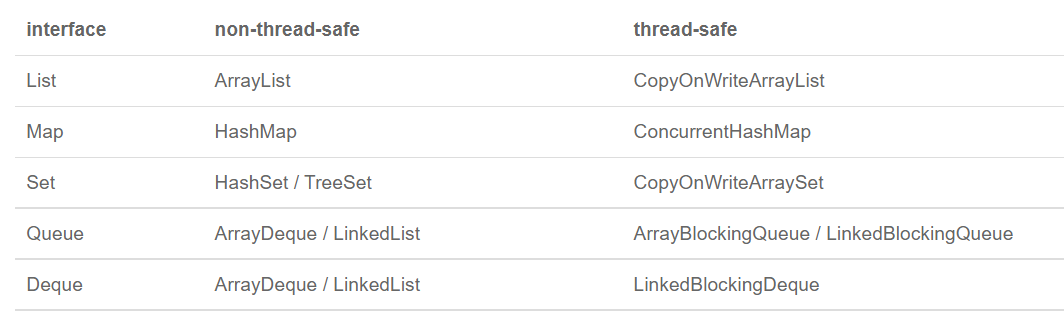 interface non-thread-safe thread-safe
List ArrayList CopyOnWriteArrayList
Map HashMap ConcurrentHashMap
Set HashSet / TreeSet CopyOnWriteArraySet
Queue ArrayDeque / LinkedList ArrayBlockingQueue / LinkedBlockingQueue
Deque ArrayDeque / LinkedList LinkedBlockingDeque